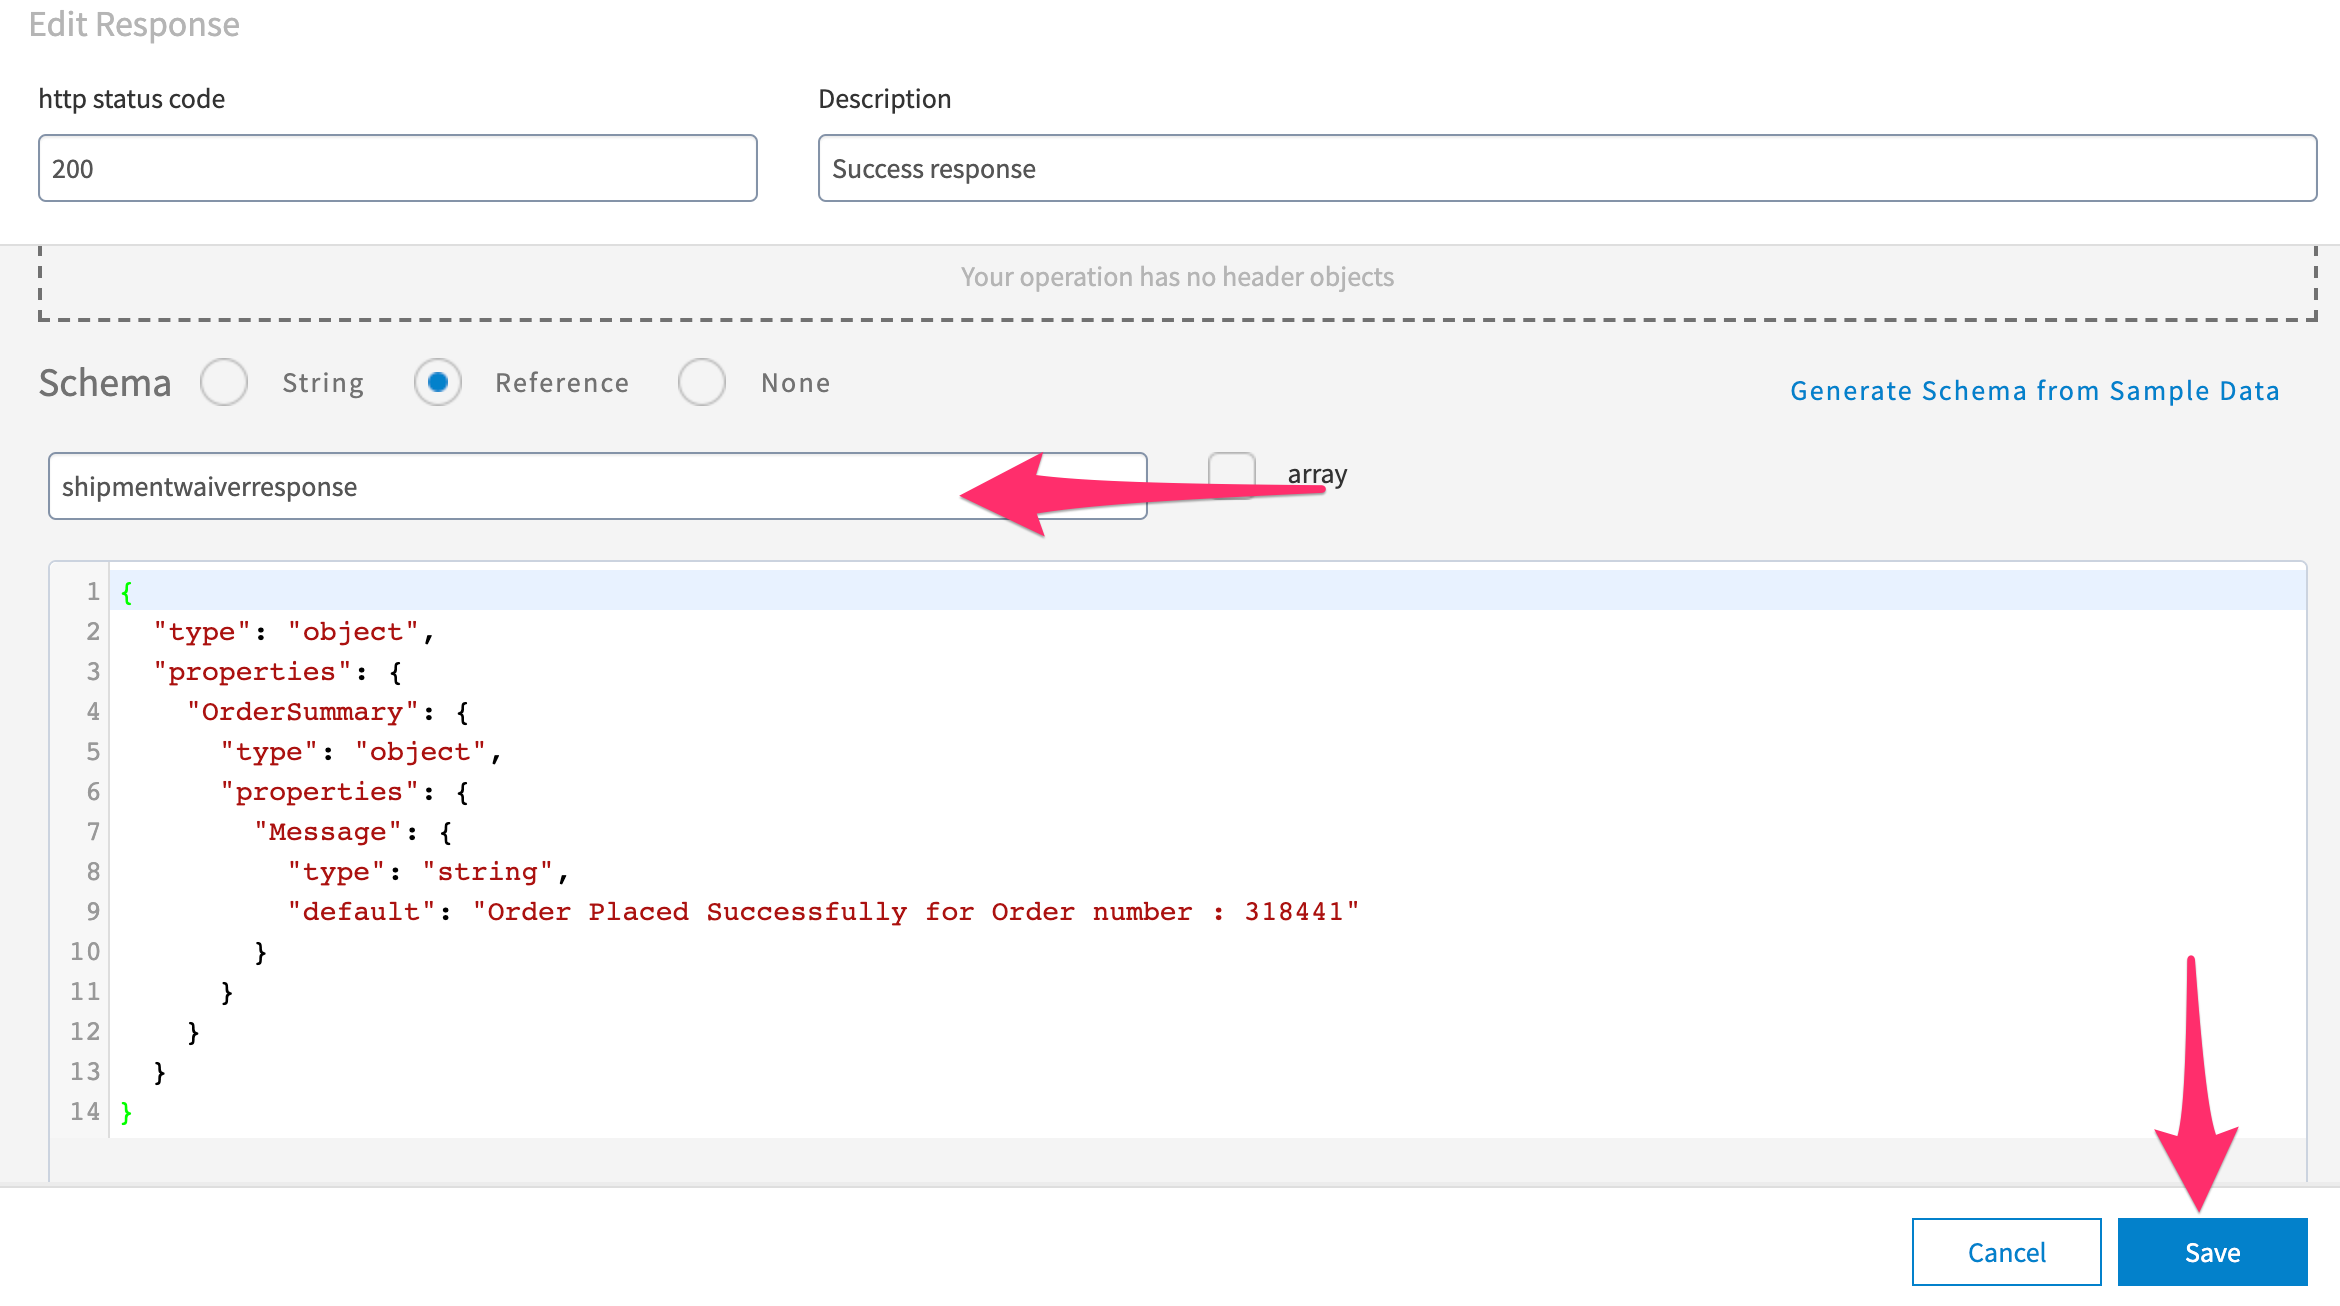 Edit Response
http status code
Description
200
Success response
Your operation has no header objects
Schema String Reference None
Generate Schema from Sample Data
shipmentwaiverresponse
array
1 {
2 "type": "object",
3 "properties": {
4 "OrderSummary": {
5 "type": "object",
6 "properties": {
7 "Message": {
8 "type": "string",
9 "default": "Order Placed Successfully for Order number : 318441"
10 }
11 }
12 }
13 }
14 }
Cancel
Save